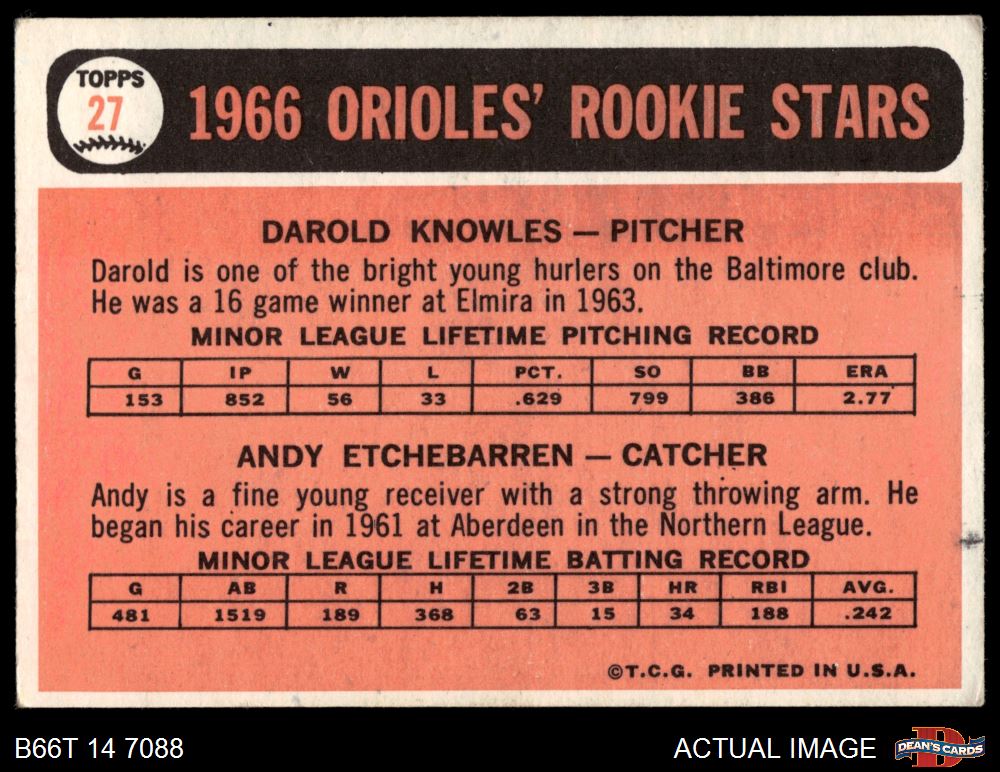 TOPPS
27
1966 ORIOLES' ROOKIE STARS
DAROLD KNOWLES — PITCHER
Darold is one of the bright young hurlers on the Baltimore club.
He was a 16 game winner at Elmira in 1963.
MINOR LEAGUE LIFETIME PITCHING RECORD
G IP W L PCT. SO BB ERA
153 852 56 33 .629 799 386 2.77
ANDY ETCHEBARREN — CATCHER
Andy is a fine young receiver with a strong throwing arm. He
began his career in 1961 at Aberdeen in the Northern League.
MINOR LEAGUE LIFETIME BATTING RECORD
G AB R H 2B 3B HR RBI AVG.
481 1519 189 368 63 15 34 188 .242
©T.C.G. PRINTED IN U.S.A.
B66T 14 7088 ACTUAL IMAGE D DEAN'S CARDS